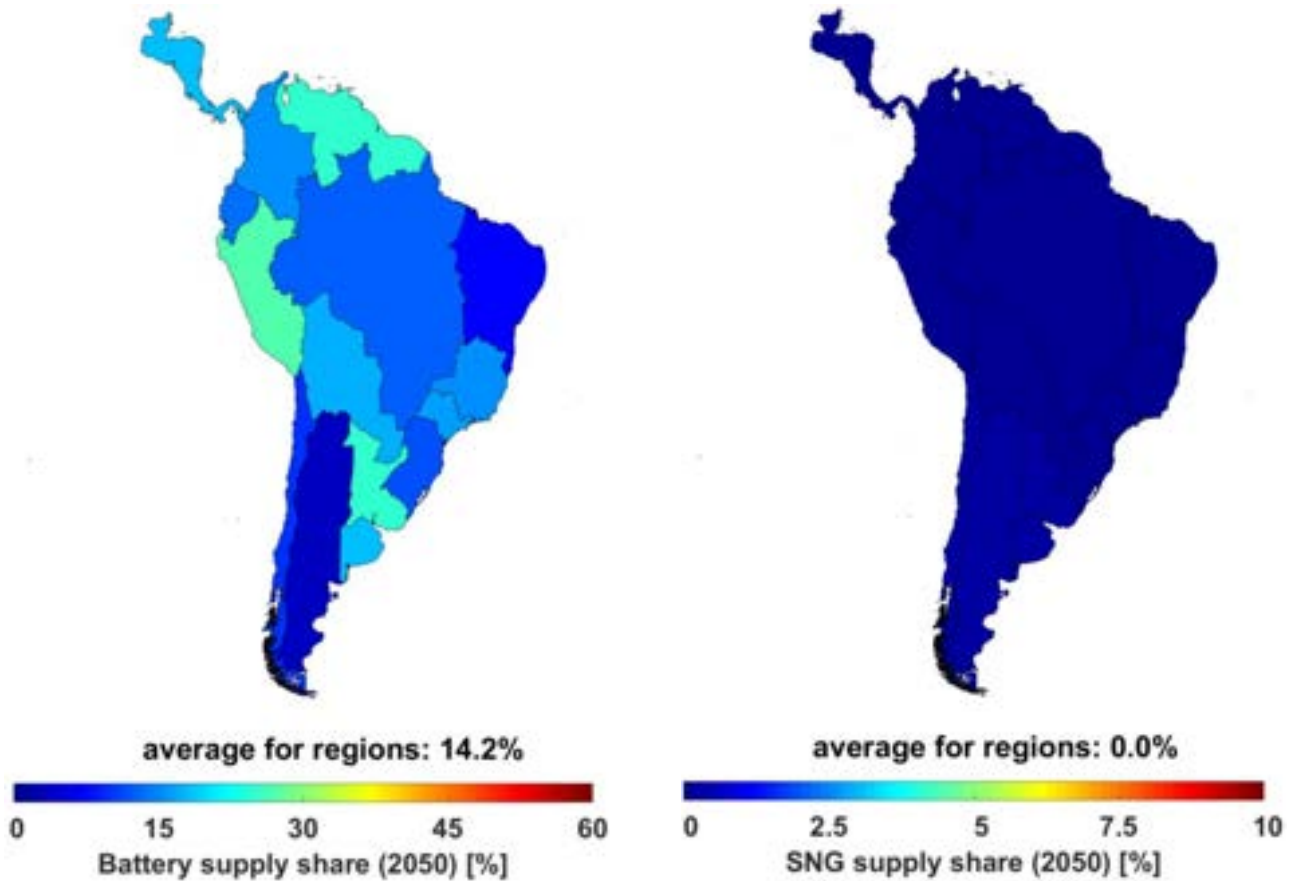 average for regions: 14.2%
0 15 30 45 60
Battery supply share (2050) [%]
average for regions: 0.0%
0 2.5 5 7.5 10
SNG supply share (2050) [%]